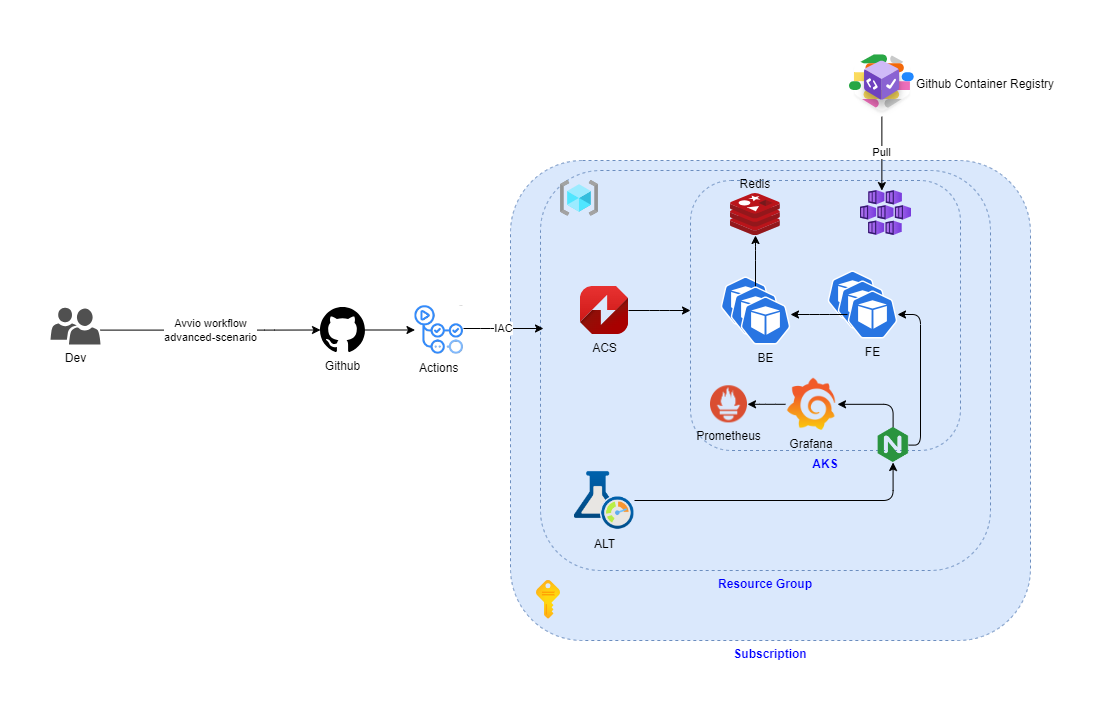 Github Container Registry
Pull
Redis
Dev
Avvio workflow
advanced-scenario
Github
Actions
IAC
ACS
BE
FE
Prometheus
Grafana
N
AKS
ALT
Resource Group
Subscription